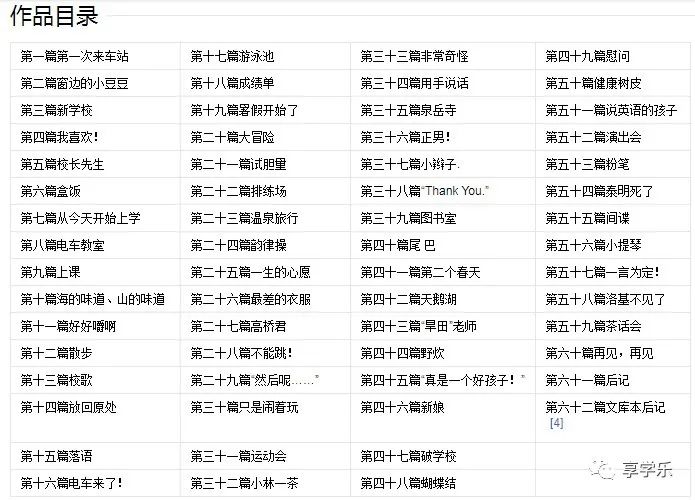 作品目录
第一篇第一次来车站 第十七篇游泳池 第三十三篇非常奇怪 第四十九篇慰问
第二篇窗边的小豆豆 第十八篇成绩单 第三十四篇用手说话 第五十篇健康树皮
第三篇新学校 第十九篇暑假开始了 第三十五篇泉岳寺 第五十一篇说英语的孩子
第四篇我喜欢！ 第二十篇大冒险 第三十六篇正男！ 第五十二篇演出会
第五篇校长先生 第二十一篇试胆量 第三十七篇小辫子. 第五十三篇粉笔
第六篇盒饭 第二十二篇排练场 第三十八篇“Thank You.” 第五十四篇泰明死了
第七篇从今天开始上学 第二十三篇温泉旅行 第三十九篇图书室 第五十五篇间谍
第八篇电车教室 第二十四篇韵律操 第四十篇尾 巴 第五十六篇小提琴
第九篇上课 第二十五篇一生的心愿 第四十一篇第二个春天 第五十七篇一言为定！
第十篇海的味道、山的味道 第二十六篇最差的衣服 第四十二篇天鹅湖 第五十八篇洛基不见了
第十一篇好好嚼啊 第二十七篇高桥君 第四十三篇“旱田”老师 第五十九篇茶话会
第十二篇散步 第二十八篇不能跳！ 第四十四篇野炊 第六十篇再见，再见
第十三篇校歌 第二十九篇“然后呢……” 第四十五篇“真是一个好孩子！” 第六十一篇后记
第十四篇放回原处 第三十篇只是闹着玩 第四十六篇新娘 第六十二篇文库本后记
[4]
第十五篇落语 第三十一篇运动会 第四十七篇破学校
第十六篇电车来了！ 第三十二篇小林一茶 第四十八篇蝴蝶结
享学乐